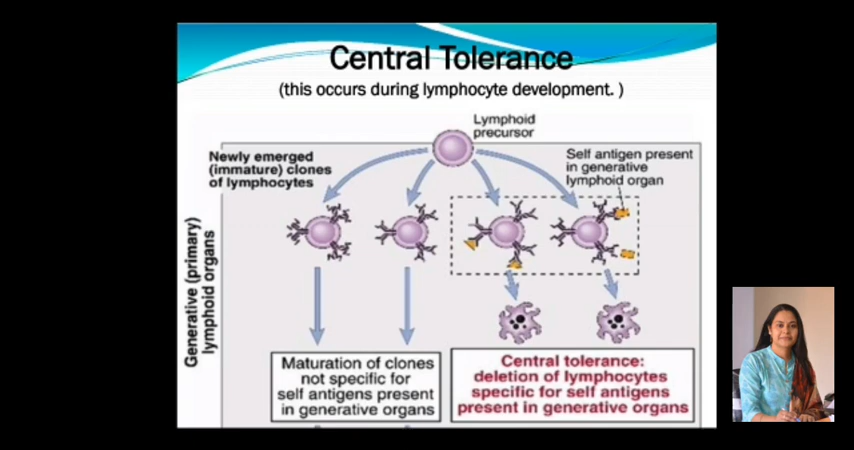 Central Tolerance
(this occurs during lymphocyte development. )
Lymphoid
precursor
Newly emerged
(immature) clones
of lymphocytes
Self antigen present
in generative
lymphoid organ
Generative (primary)
lymphoid organs
Maturation of clones
not specific for
self antigens present
in generative organs
Central tolerance:
deletion of lymphocytes
specific for self antigens
present in generative organs